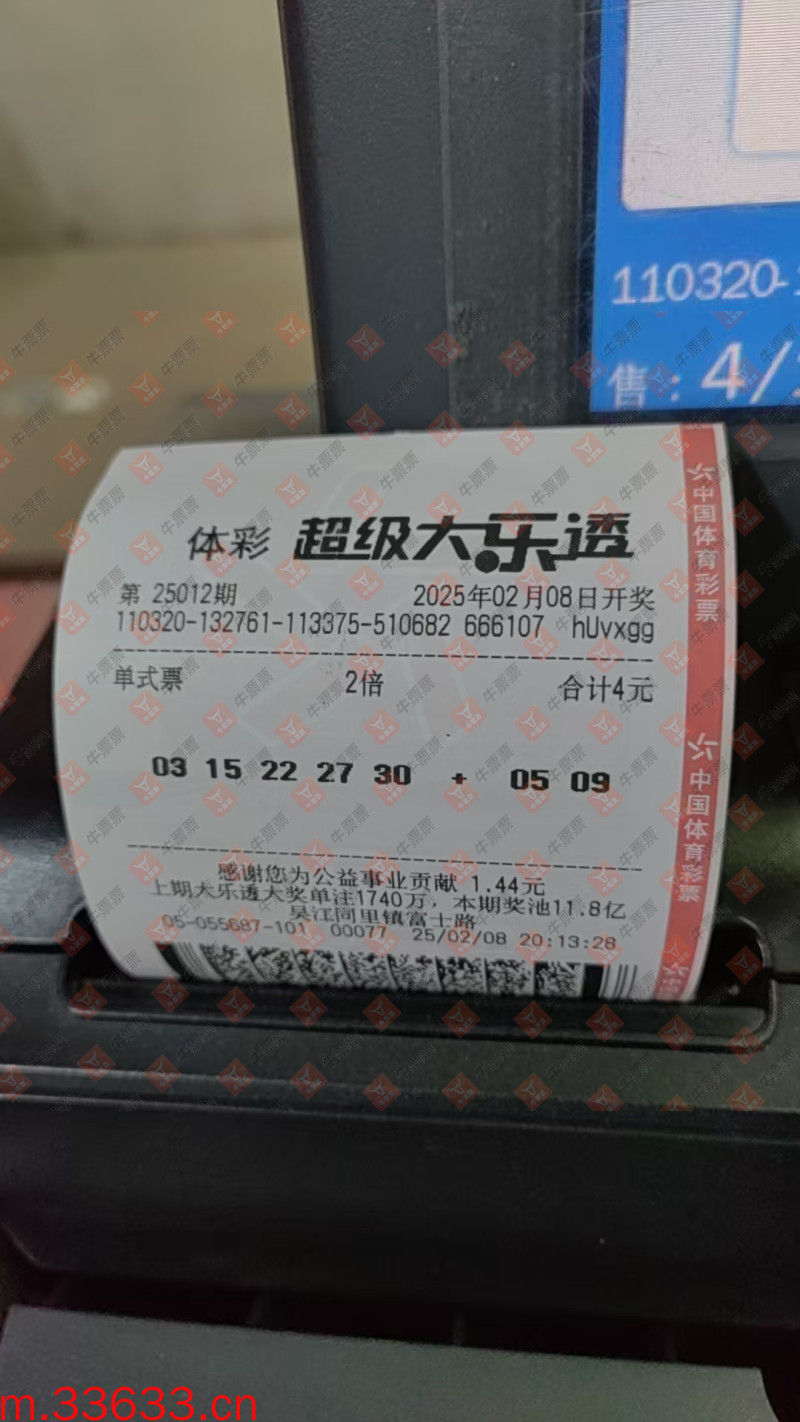 110320-
售：4/
体彩 超级大乐透
第 25012期 2025年02月08日开奖
110320-132761-113375-510682 666107 hUvxgg
单式票 2倍 合计4元
03 15 22 27 30 + 05 09
感谢您为公益事业贡献 1.44元
上期大乐透大奖单注1740万，本期奖池11.8亿
吴江同里镇富士路
05-055687-101 00077 25/02/08 20:13:28
中国体育彩票
中国体育彩票
中国
牛票票
m.33633.cn